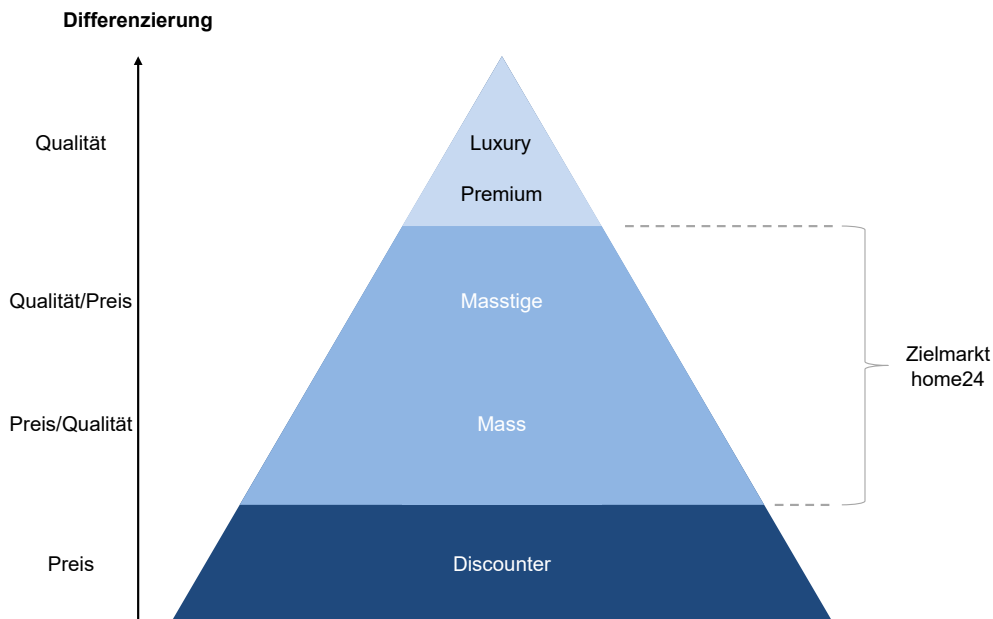 Differenzierung
Qualität
Luxury
Premium
Qualität/Preis
Masstige
Zielmarkt
home24
Preis/Qualität
Mass
Preis
Discounter